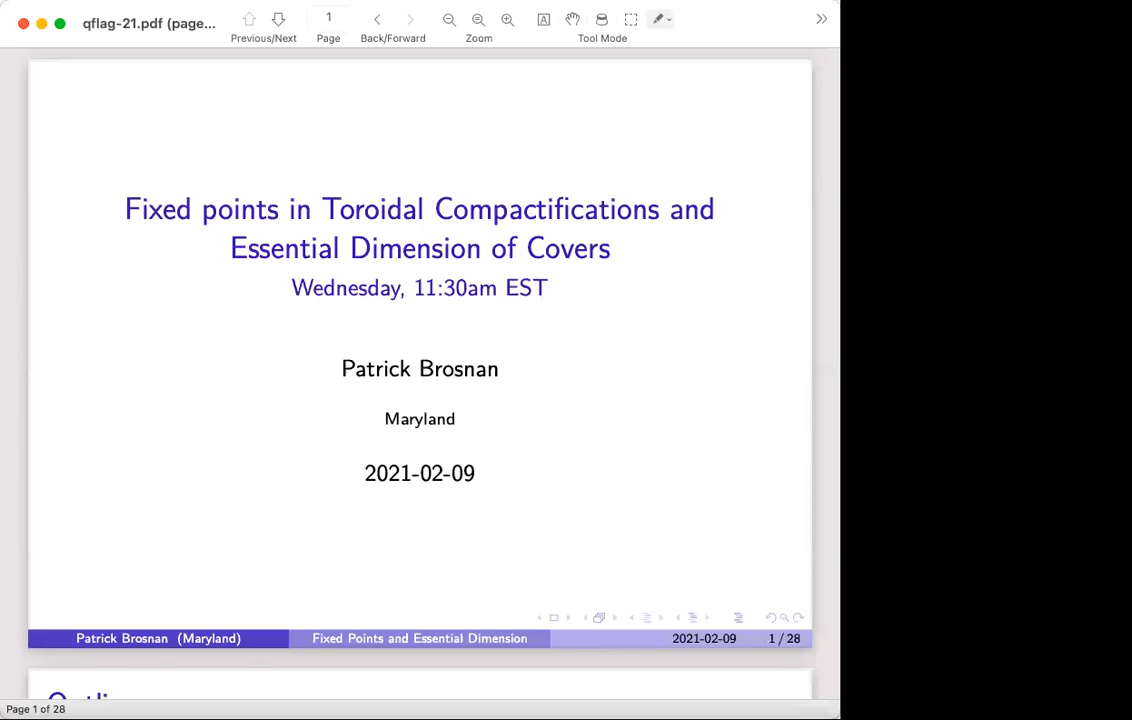 qflag-21.pdf (page...
1
Previous/Next
Page
Back/Forward
Zoom
Tool Mode
Fixed points in Toroidal Compactifications and
Essential Dimension of Covers
Wednesday, 11:30am EST
Patrick Brosnan
Maryland
2021-02-09
Patrick Brosnan (Maryland)
Fixed Points and Essential Dimension
2021-02-09
1 / 28
Page 1 of 28